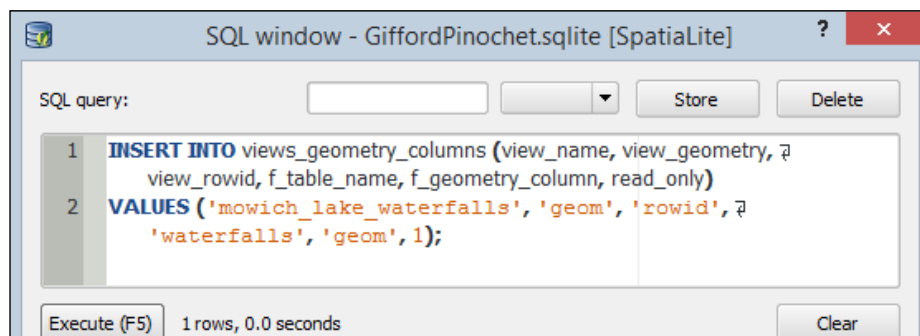 SQL window - GiffordPinochet.sqlite [SpatiaLite] ? ×
SQL query: Store Delete
1 INSERT INTO views_geometry_columns (view_name, view_geometry,
view_rowid, f_table_name, f_geometry_column, read_only)
2 VALUES ('mowich_lake_waterfalls', 'geom', 'rowid',
'waterfalls', 'geom', 1);
Execute (F5) 1 rows, 0.0 seconds Clear